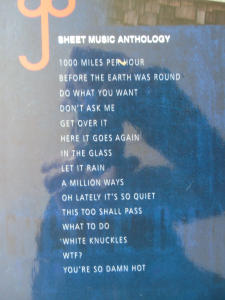 SHEET MUSIC ANTHOLOGY
1000 MILES PER HOUR
BEFORE THE EARTH WAS ROUND
DO WHAT YOU WANT
DON'T ASK ME
GET OVER IT
HERE IT GOES AGAIN
IN THE GLASS
LET IT RAIN
A MILLION WAYS
OH LATELY IT'S SO QUIET
THIS TOO SHALL PASS
WHAT TO DO
WHITE KNUCKLES
WTF?
YOU'RE SO DAMN HOT